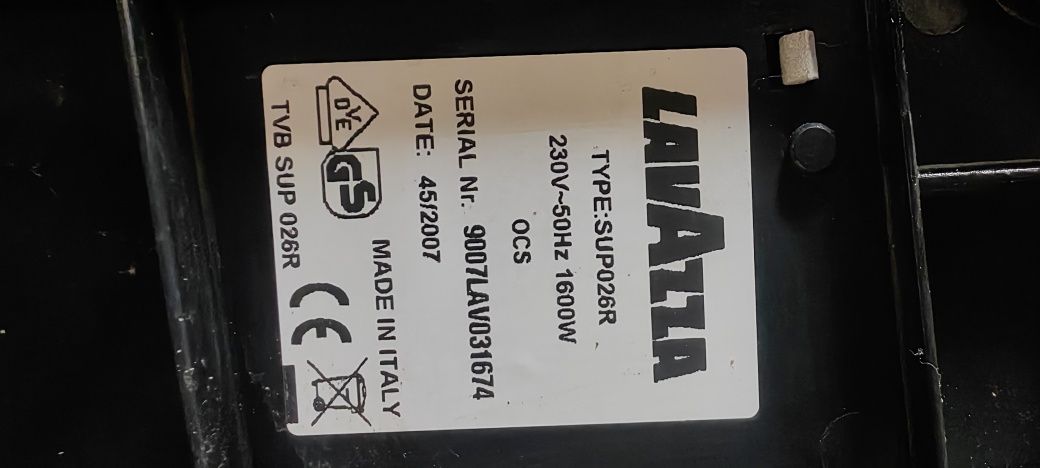 LAVAZZA
TYPE:SUP026R
230V~50Hz 1600W
OCS
SERIAL Nr. 9007LAV031674
DATE: 45/2007
MADE IN ITALY
DVE
GS
CE
TVB SUP 026R